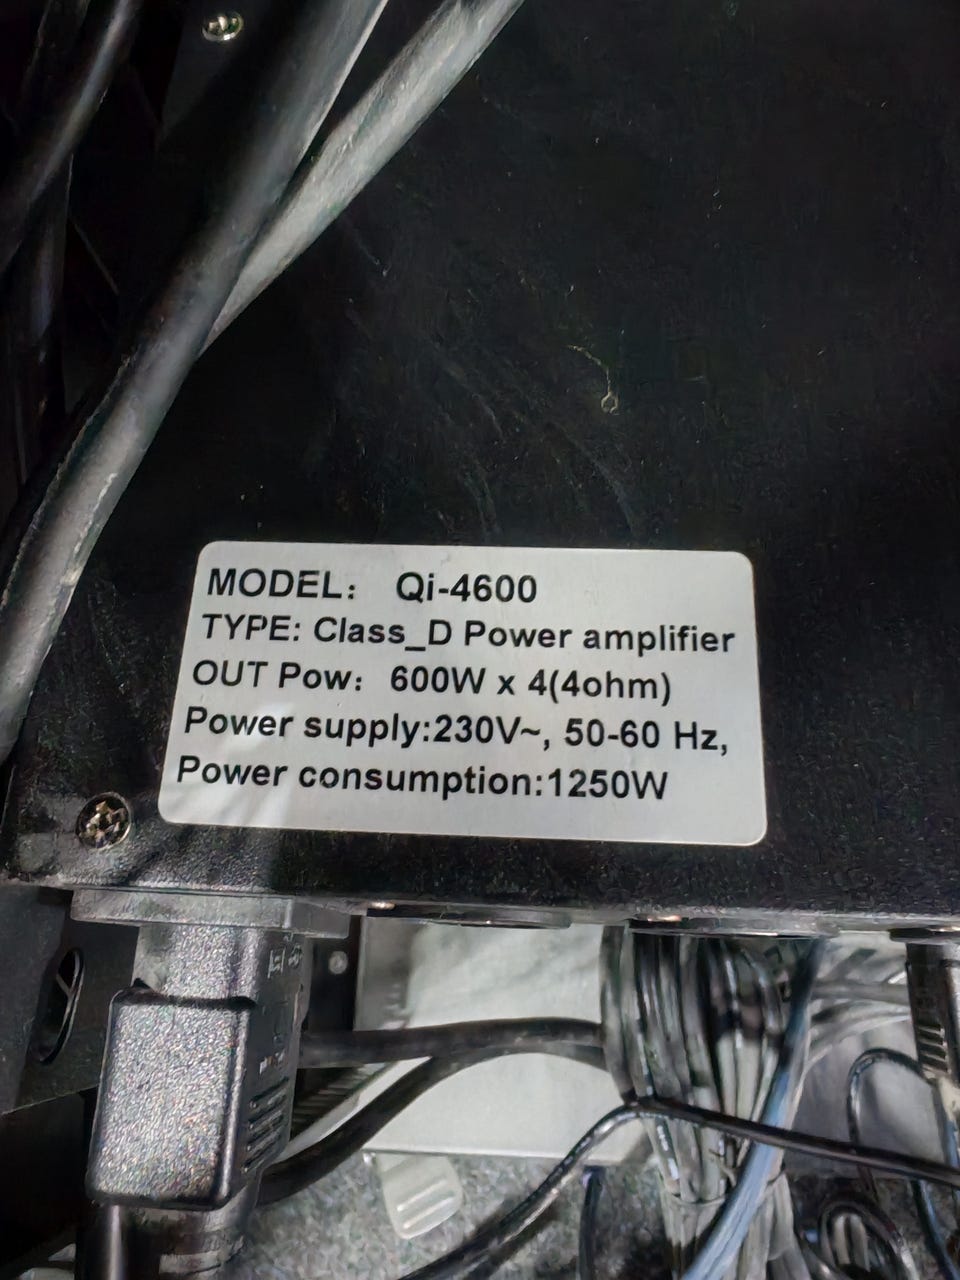 MODEL: Qi-4600
TYPE: Class_D Power amplifier
OUT Pow: 600W x 4(4ohm)
Power supply:230V~, 50-60 Hz,
Power consumption:1250W